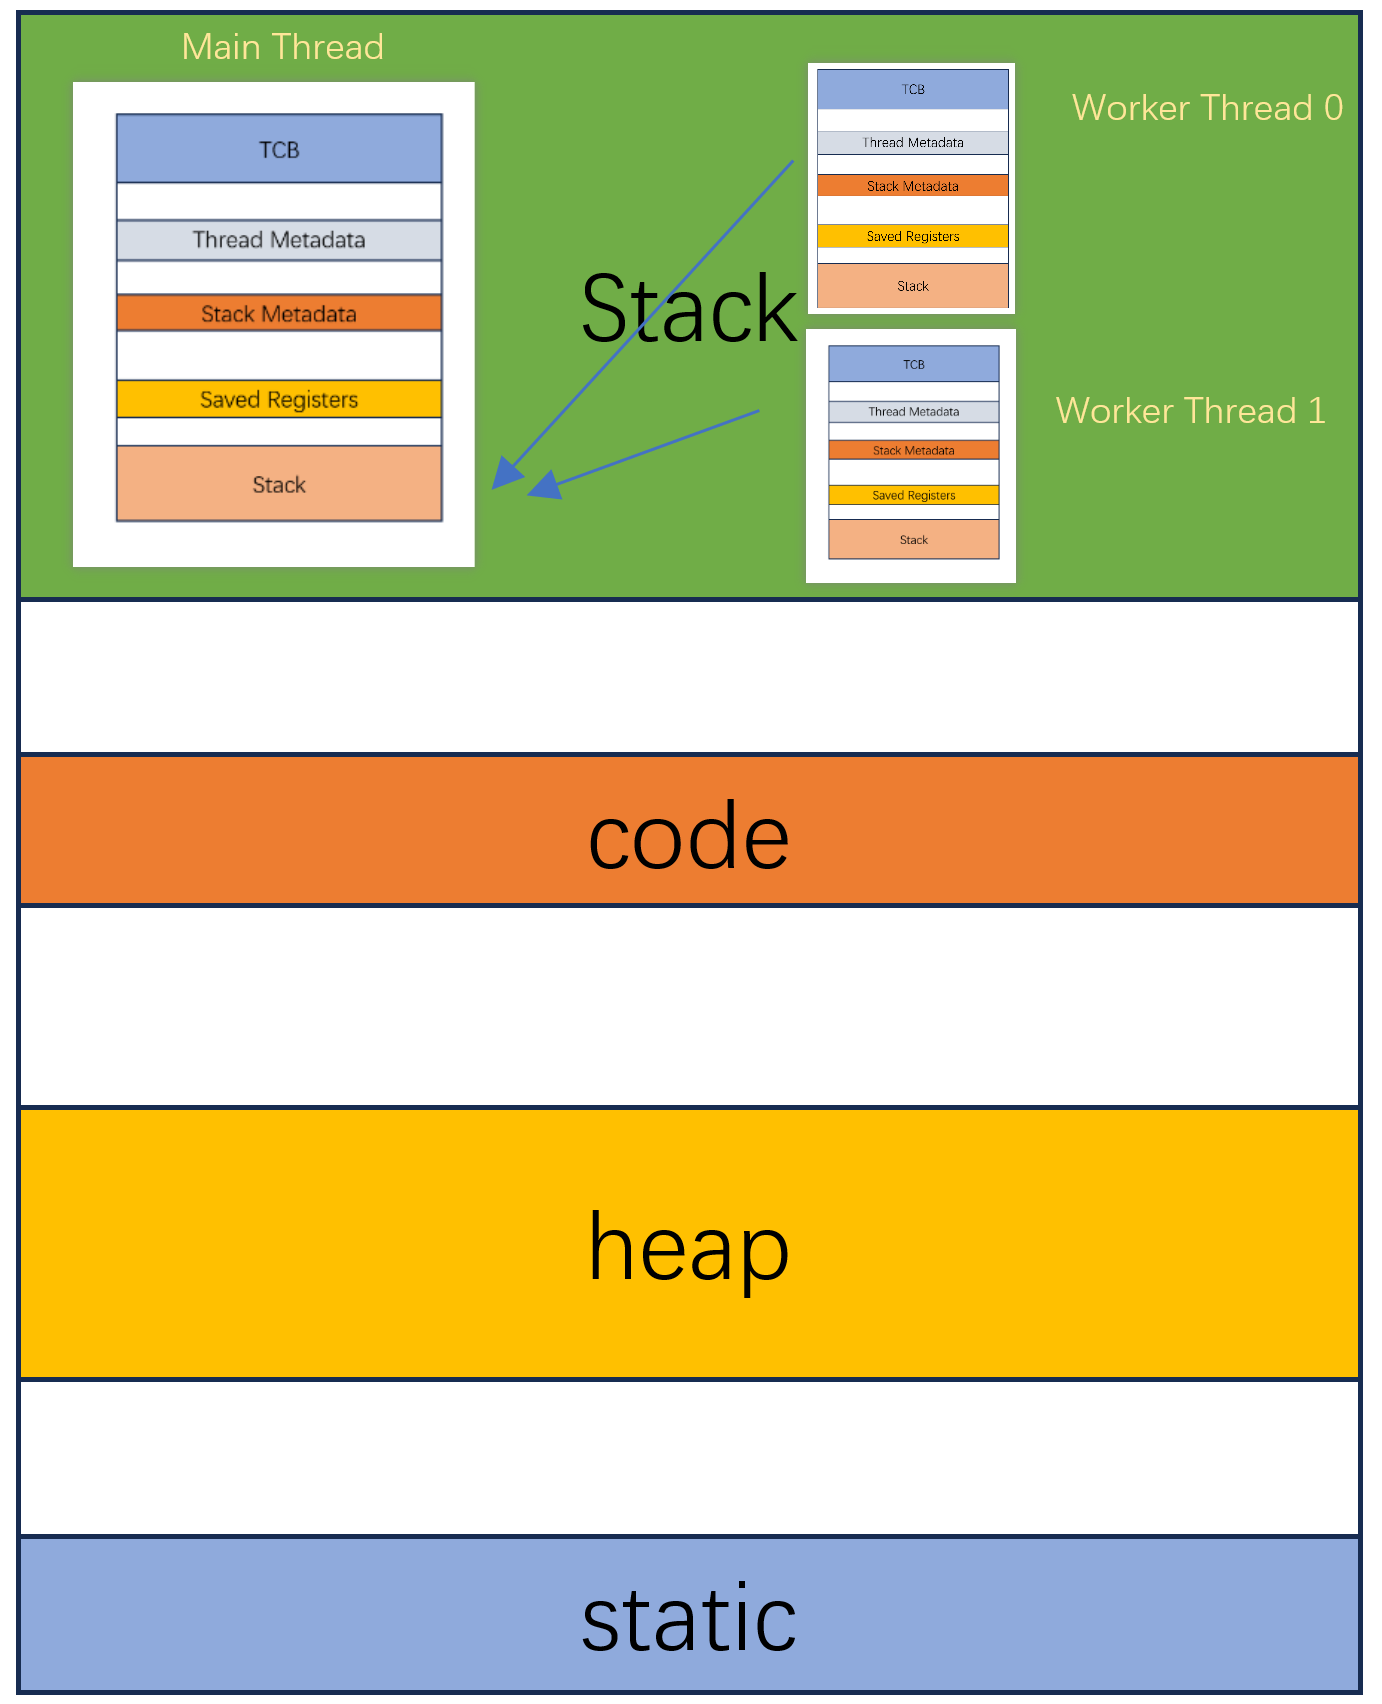 Main Thread
TCB
Thread Metadata
Stack Metadata
Saved Registers
Stack
Stack
TCB
Thread Metadata
Stack Metadata
Saved Registers
Stack
Worker Thread 0
TCB
Thread Metadata
Stack Metadata
Saved Registers
Stack
Worker Thread 1
code
heap
static